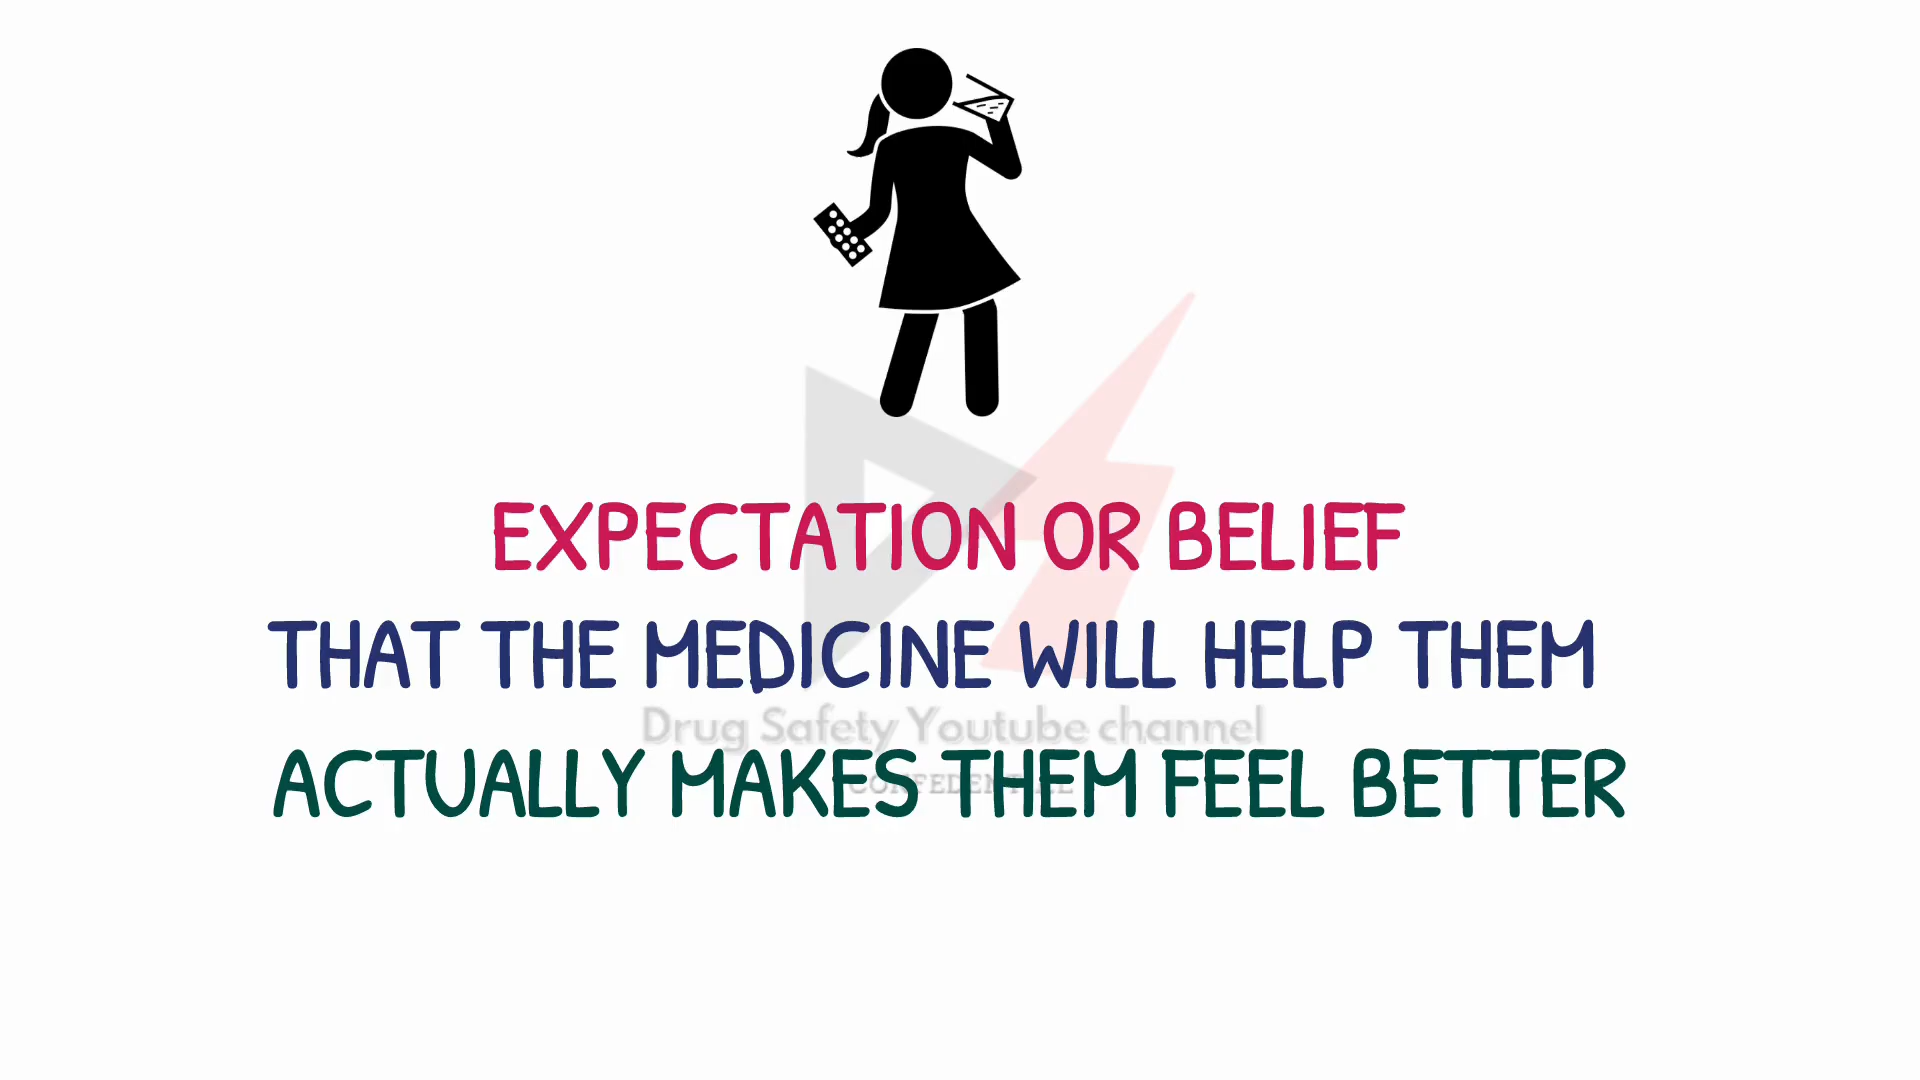 EXPECTATION OR BELIEF
THAT THE MEDICINE WILL HELP THEM
Drug Safety Youtube channel
ACTUALLY MAKES THEM FEEL BETTER